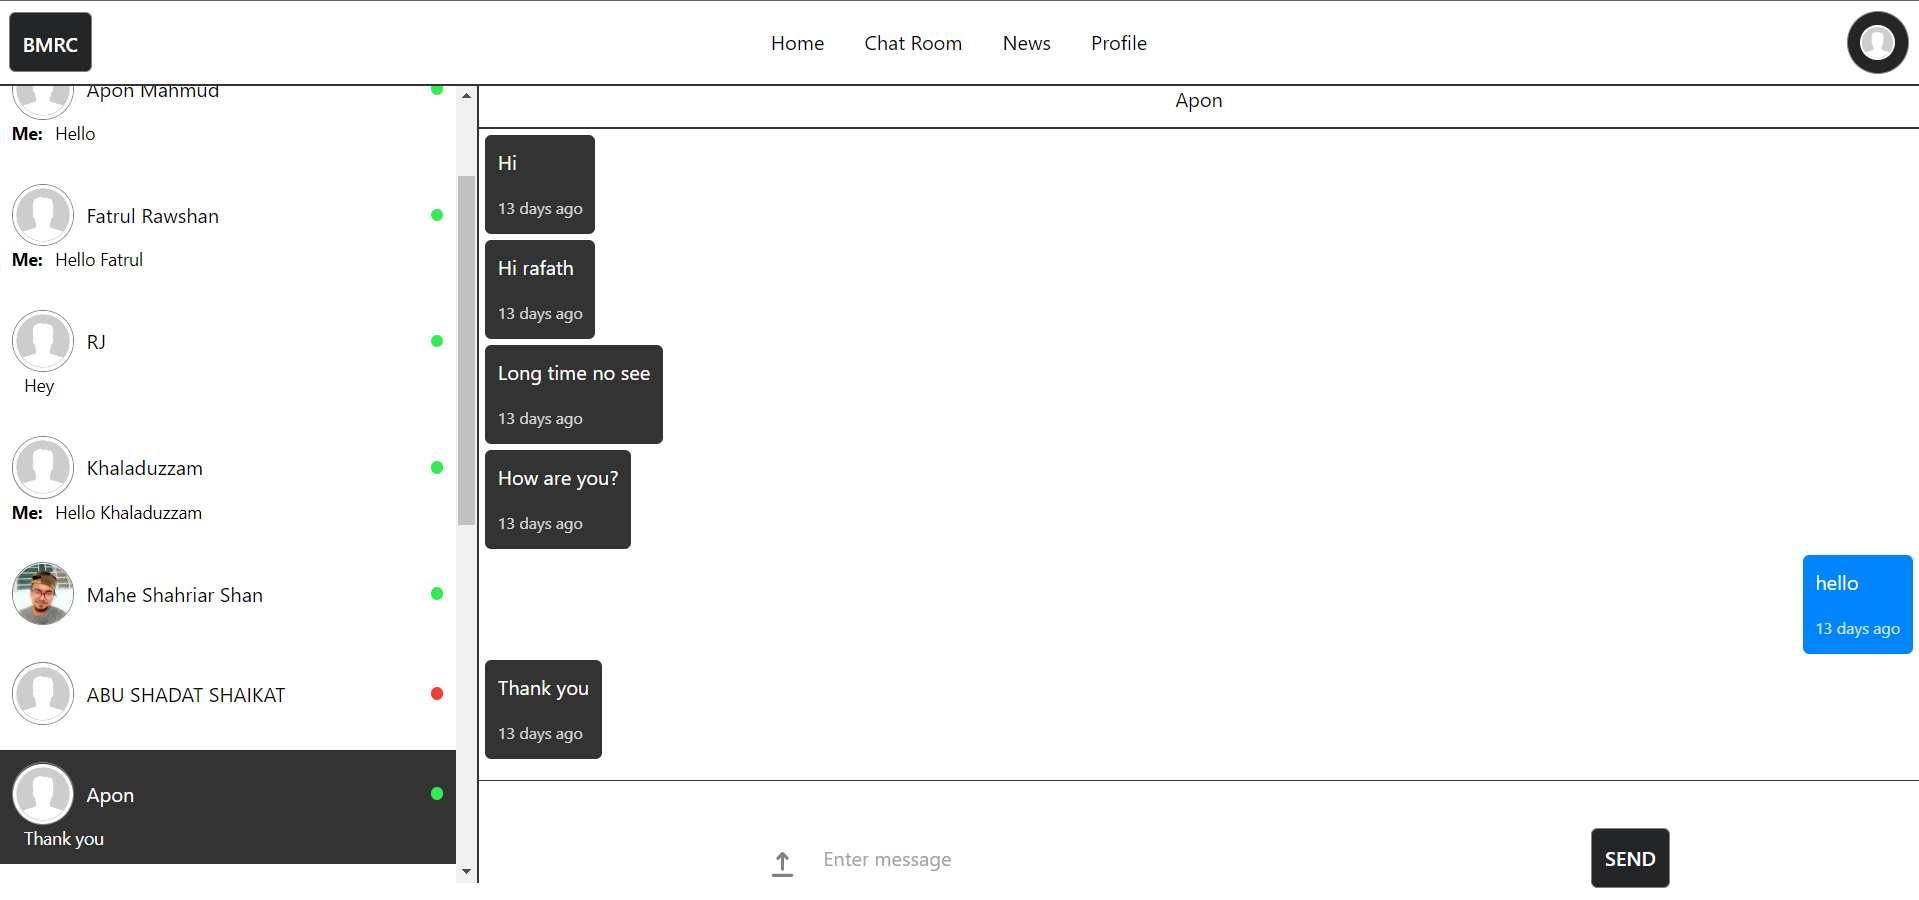 BMRC
Home Chat Room News Profile
Apon Mahmud
Me: Hello
Fatrul Rawshan
Me: Hello Fatrul
RJ
Hey
Khaladuzzam
Me: Hello Khaladuzzam
Mahe Shahriar Shan
ABU SHADAT SHAIKAT
Apon
Thank you
Apon
Hi
13 days ago
Hi rafath
13 days ago
Long time no see
13 days ago
How are you?
13 days ago
hello
13 days ago
Thank you
13 days ago
Enter message
SEND